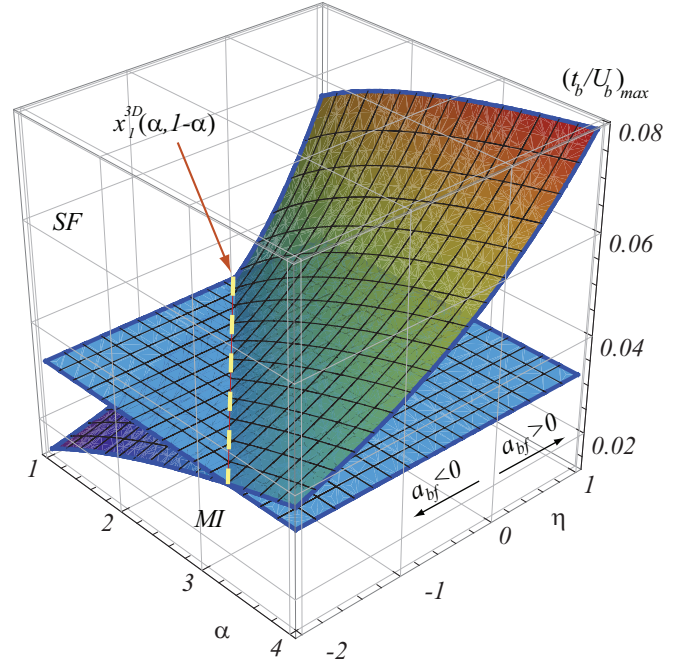 (t_b/U_b)_max
x_1^3D(α,1-α)
0.08
SF
0.06
0.04
a_bf>0
0.02
a_bf<0
1
1
MI
η
2
0
3
-1
α
4
-2